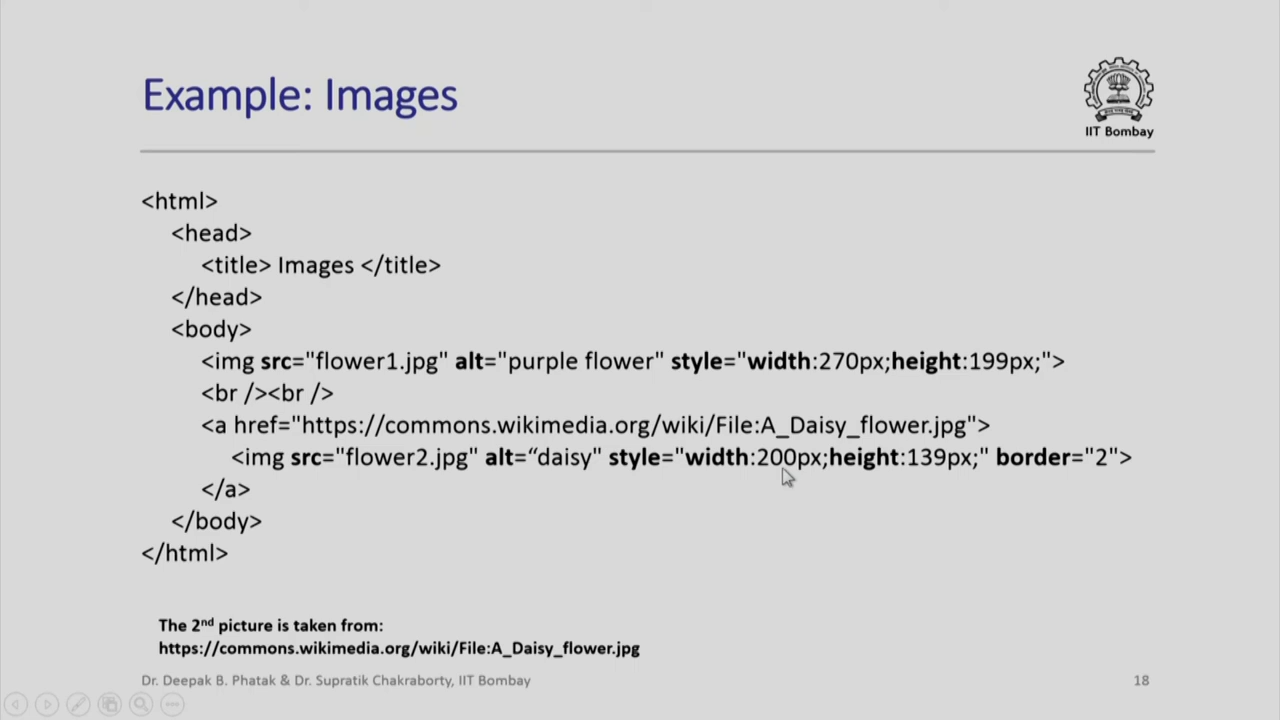 Example: Images
IIT Bombay
<html>
<head>
<title> Images </title>
</head>
<body>
<img src="flower1.jpg" alt="purple flower" style="width:270px;height:199px;">
<br /><br />
<a href="https://commons.wikimedia.org/wiki/File:A_Daisy_flower.jpg">
<img src="flower2.jpg" alt=“daisy" style="width:200px;height:139px;" border="2">
</a>
</body>
</html>
The 2nd picture is taken from:
https://commons.wikimedia.org/wiki/File:A_Daisy_flower.jpg
Dr. Deepak B. Phatak & Dr. Supratik Chakraborty, IIT Bombay
18